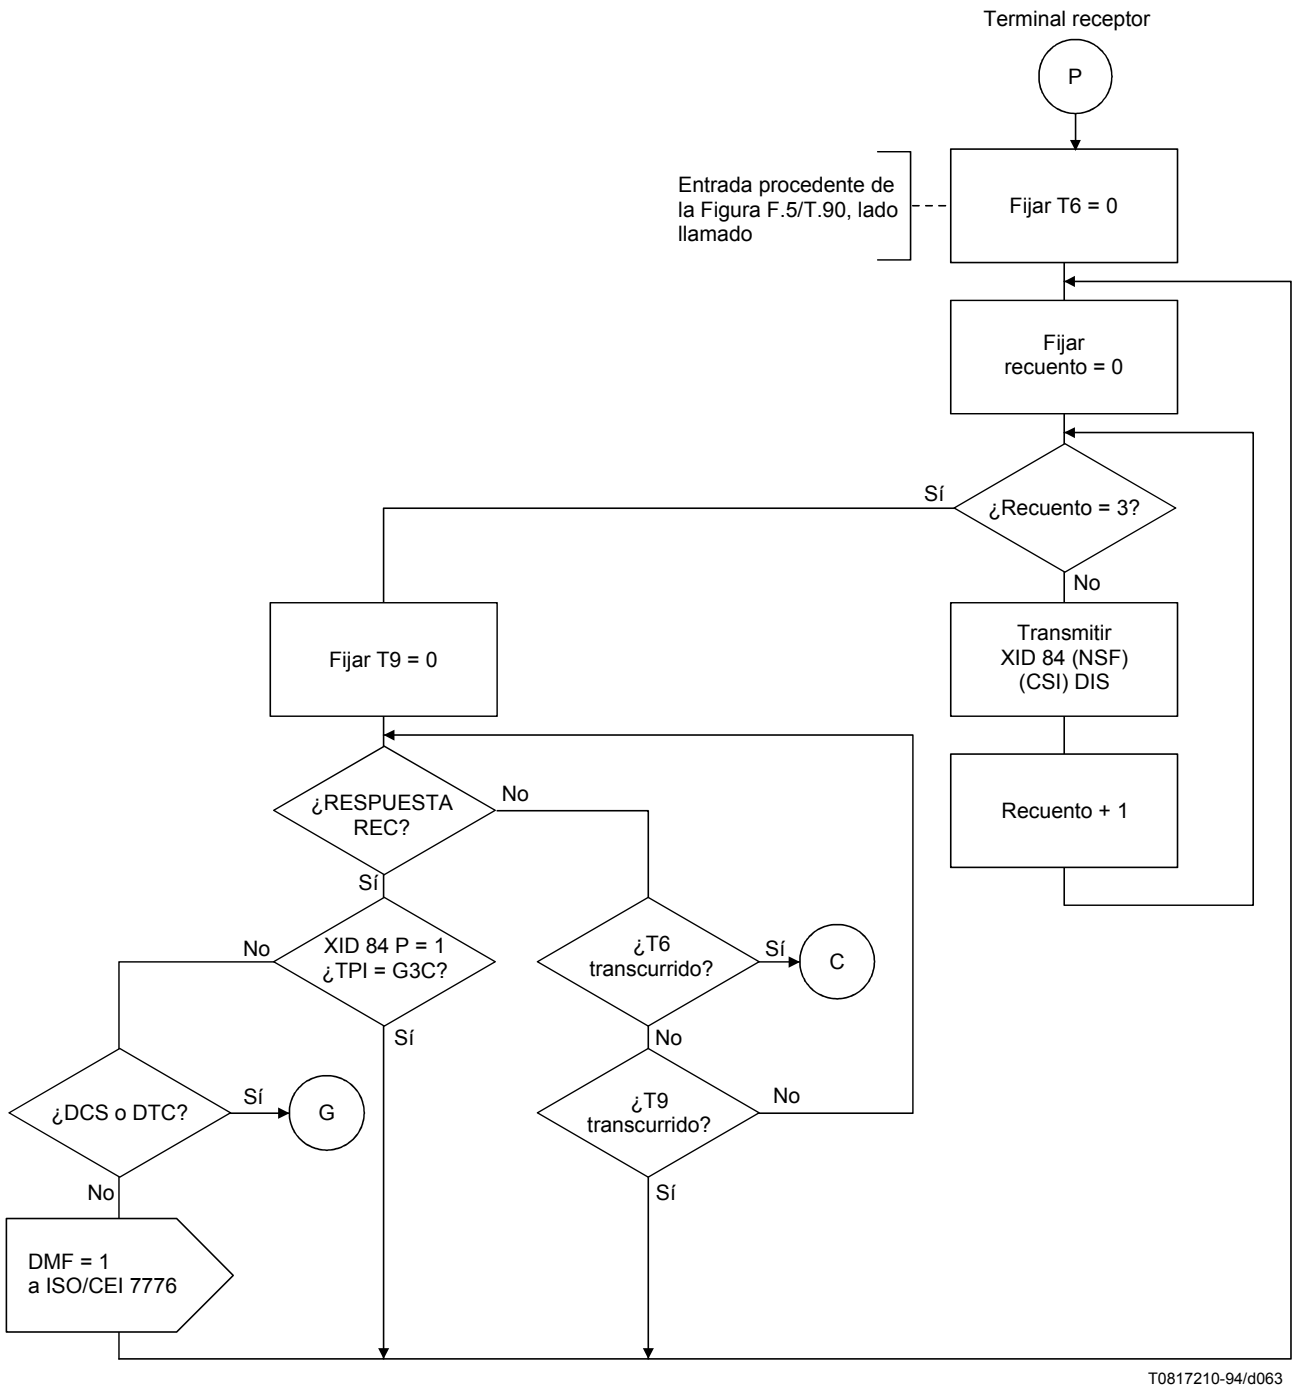 Terminal receptor
P
Entrada procedente de
la Figura F.5/T.90, lado
llamado
Fijar T6 = 0
Fijar
recuento = 0
Sí
¿Recuento = 3?
No
Fijar T9 = 0
Transmitir
XID 84 (NSF)
(CSI) DIS
Recuento + 1
¿RESPUESTA
REC?
No
Sí
No
XID 84 P = 1
¿TPI = G3C?
Sí
¿T6
transcurrido?
Sí
C
No
¿DCS o DTC?
Sí
G
No
¿T9
transcurrido?
No
Sí
DMF = 1
a ISO/CEI 7776
T0817210-94/d063